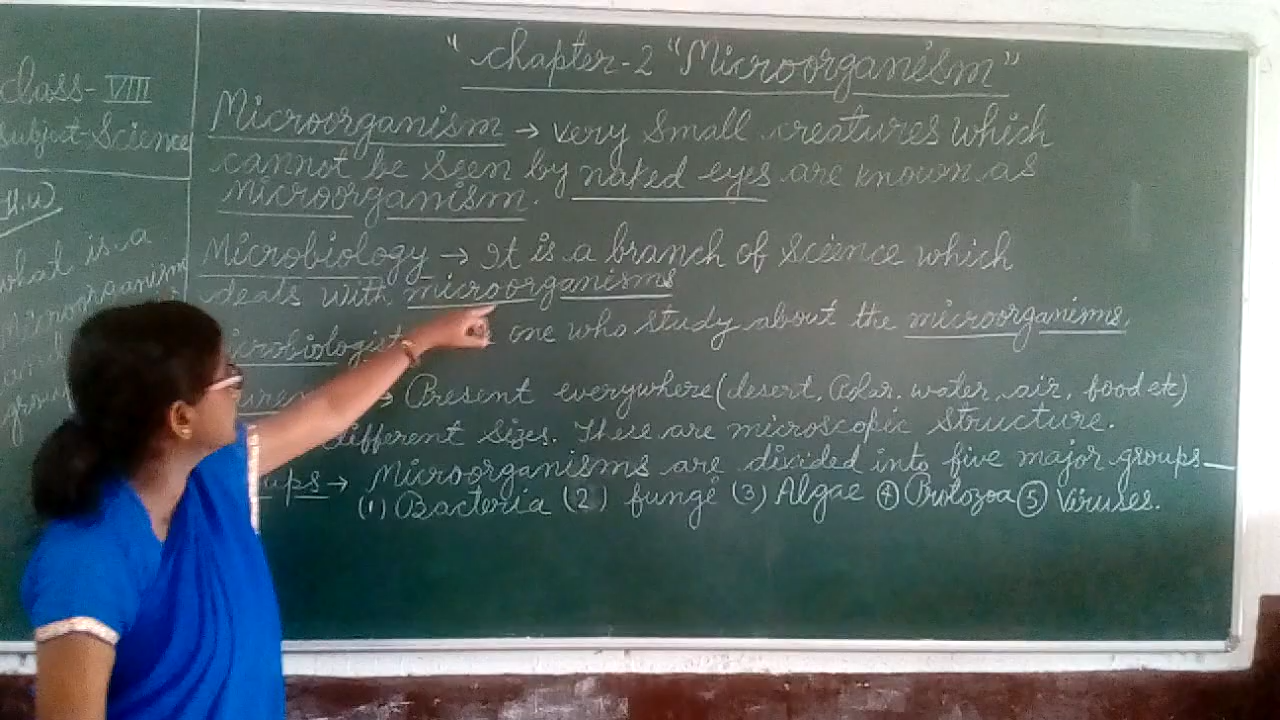 "chapter-2 "Microorganism"
class- VIII
subject-Science
(H.W)
what is a
microorganism
group
Microorganism → very small creatures which
cannot be seen by naked eyes are known as
microorganism.
Microbiology → It is a branch of Science which
deals with microorganisms
crobiologist one who study about the microorganisms,
→ Present everywhere (desert, Polar. water, air, food etc)
different sizes. These are microscopic structure.
ups → Microorganisms are divided into five major groups—
(1) Bacteria (2) fungi (3) Algae ④ Protozoa ⑤ Viruses.